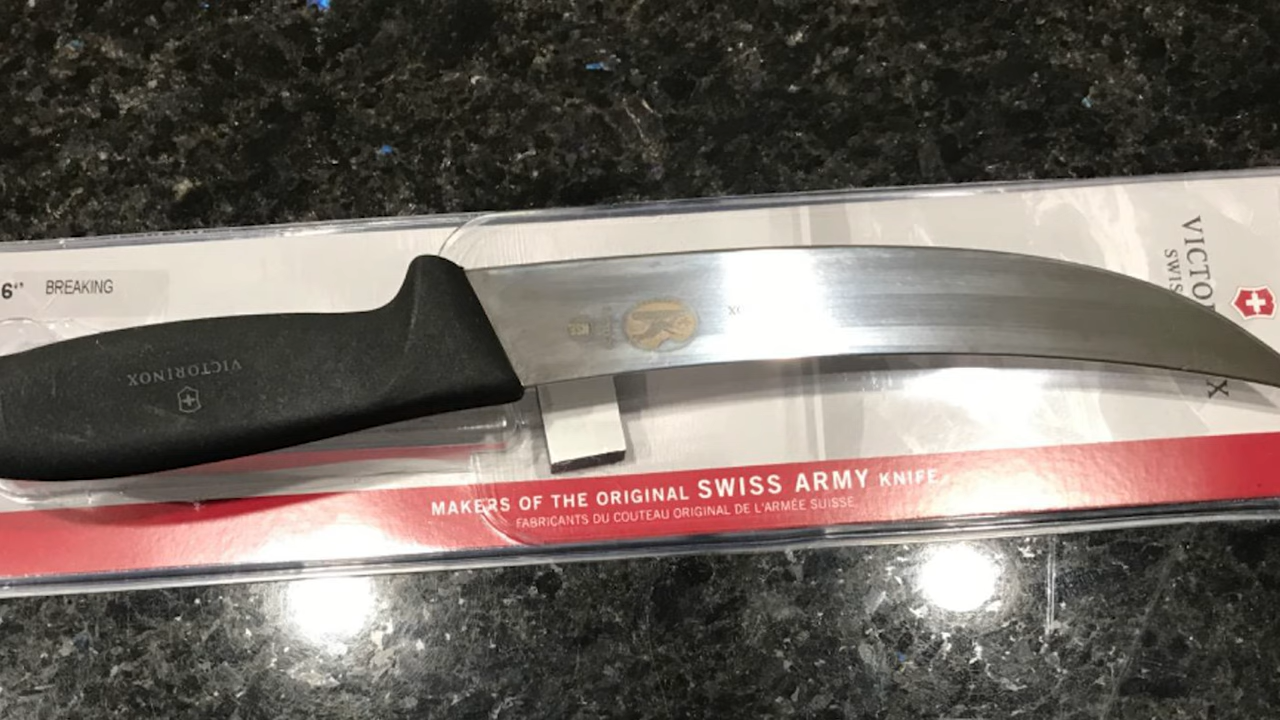 6"" BREAKING
VICTORINOX
VICTO
SWIS
X
MAKERS OF THE ORIGINAL SWISS ARMY KNIFE
FABRICANTS DU COUTEAU ORIGINAL DE L'ARMÉE SUISSE